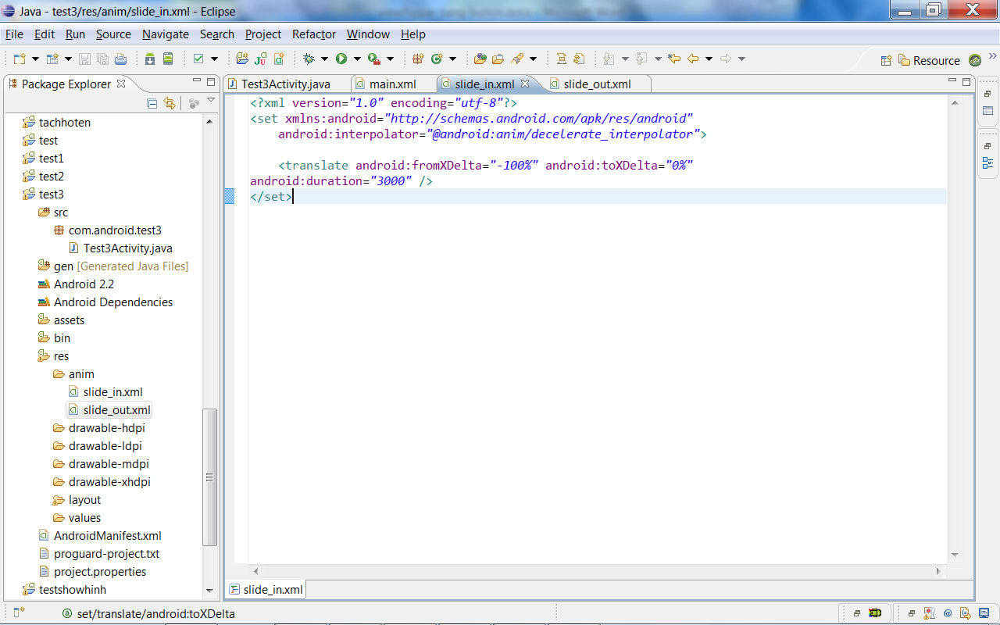 Java - test3/res/anim/slide_in.xml - Eclipse
File Edit Run Source Navigate Search Project Refactor Window Help
Resource
Package Explorer
tachhoten
test
test1
test2
test3
src
com.android.test3
Test3Activity.java
gen [Generated Java Files]
Android 2.2
Android Dependencies
assets
bin
res
anim
slide_in.xml
slide_out.xml
drawable-hdpi
drawable-ldpi
drawable-mdpi
drawable-xhdpi
layout
values
AndroidManifest.xml
proguard-project.txt
project.properties
testshowhinh
Test3Activity.java main.xml slide_in.xml slide_out.xml
<?xml version="1.0" encoding="utf-8"?>
<set xmlns:android="http://schemas.android.com/apk/res/android"
android:interpolator="@android:anim/decelerate_interpolator">
<translate android:fromXDelta="-100%" android:toXDelta="0%"
android:duration="3000" />
</set>
slide_in.xml
set/translate/android:toXDelta